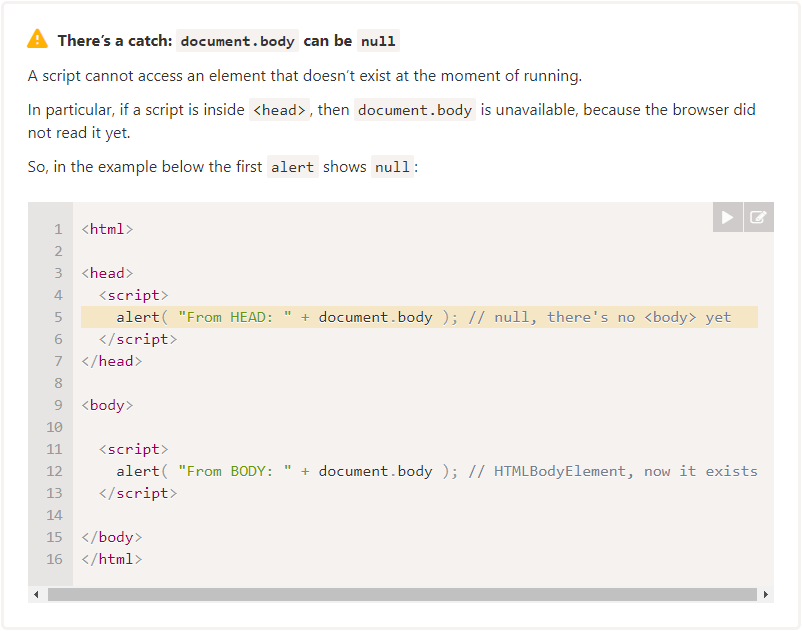 There's a catch: document.body can be null
A script cannot access an element that doesn't exist at the moment of running.
In particular, if a script is inside <head>, then document.body is unavailable, because the browser did
not read it yet.
So, in the example below the first alert shows null:
1 <html>
2
3 <head>
4   <script>
5     alert( "From HEAD: " + document.body ); // null, there's no <body> yet
6   </script>
7 </head>
8
9 <body>
10
11   <script>
12     alert( "From BODY: " + document.body ); // HTMLBodyElement, now it exists
13   </script>
14
15 </body>
16 </html>